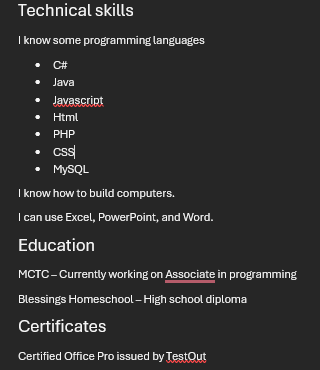 Technical skills
I know some programming languages
• C#
• Java
• Javascript
• Html
• PHP
• CSS
• MySQL
I know how to build computers.
I can use Excel, PowerPoint, and Word.
Education
MCTC – Currently working on Associate in programming
Blessings Homeschool – High school diploma
Certificates
Certified Office Pro issued by TestOut